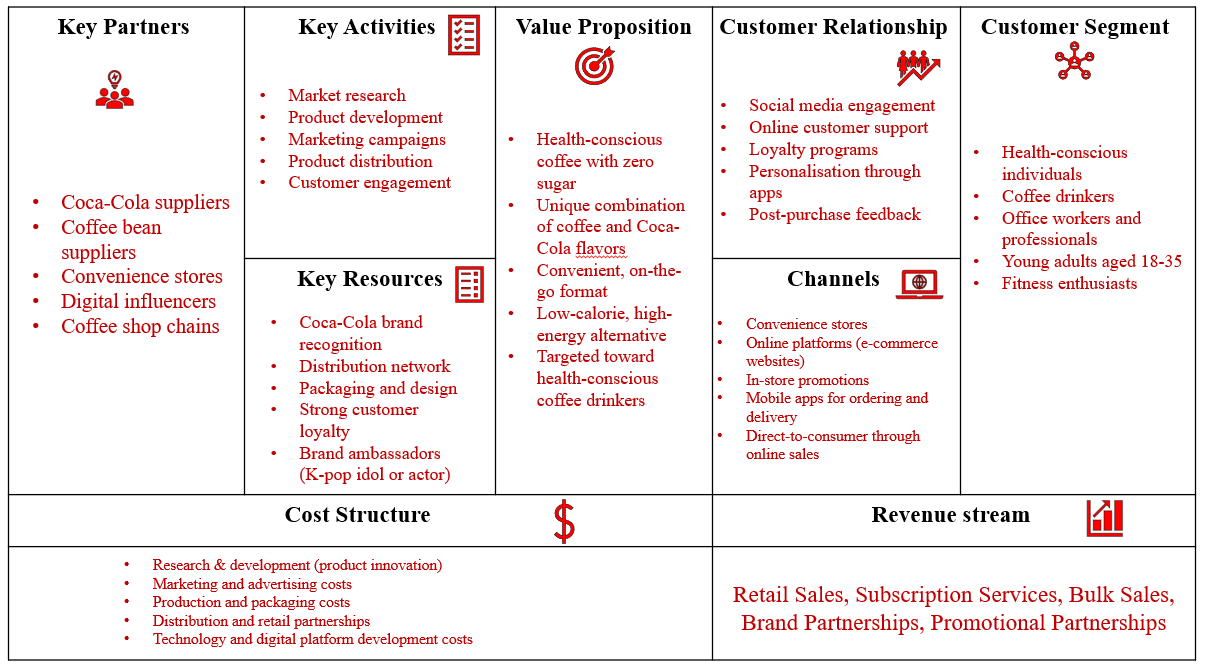 Key Partners
Coca-Cola suppliers
Coffee bean
suppliers
Convenience stores
Digital influencers
Coffee shop chains
Key Activities
Market research
Product development
Marketing campaigns
Product distribution
Customer engagement
Key Resources
Coca-Cola brand
recognition
Distribution network
Packaging and design
Strong customer
loyalty
Brand ambassadors
(K-pop idol or actor)
Value Proposition
Health-conscious
coffee with zero
sugar
Unique combination
of coffee and Coca-
Cola flavors
Convenient, on-the-
go format
Low-calorie, high-
energy alternative
Targeted toward
health-conscious
coffee drinkers
Customer Relationship
Social media engagement
Online customer support
Loyalty programs
Personalisation through
apps
Post-purchase feedback
Channels
Convenience stores
Online platforms (e-commerce
websites)
In-store promotions
Mobile apps for ordering and
delivery
Direct-to-consumer through
online sales
Customer Segment
Health-conscious
individuals
Coffee drinkers
Office workers and
professionals
Young adults aged 18-35
Fitness enthusiasts
Cost Structure
Research & development (product innovation)
Marketing and advertising costs
Production and packaging costs
Distribution and retail partnerships
Technology and digital platform development costs
Revenue stream
Retail Sales, Subscription Services, Bulk Sales,
Brand Partnerships, Promotional Partnerships